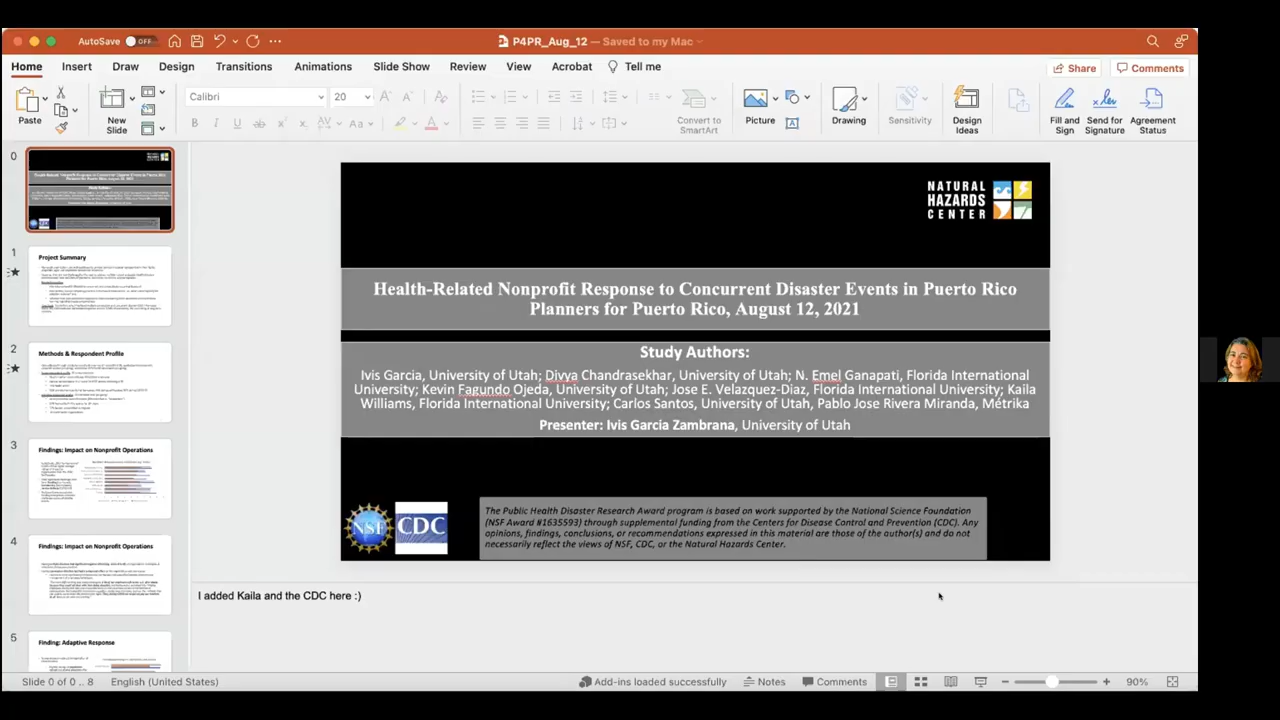 AutoSave OFF
P4PR_Aug_12 — Saved to my Mac
Home Insert Draw Design Transitions Animations Slide Show Review View Acrobat Tell me
Share Comments
Paste
New
Slide
Calibri 20
Convert to
SmartArt
Picture
Drawing
Sensitivity
Design
Ideas
Fill and
Sign
Send for
Signature
Agreement
Status
0
1
Project Summary
2
Methods & Respondent Profile
3
Findings: Impact on Nonprofit Operations
4
Findings: Impact on Nonprofit Operations
5
Finding: Adaptive Response
NATURAL
HAZARDS
CENTER
Health-Related Nonprofit Response to Concurrent Disaster Events in Puerto Rico
Planners for Puerto Rico, August 12, 2021
Study Authors:
Ivis Garcia, University of Utah; Divya Chandrasekhar, University of Utah; N. Emel Ganapati, Florida International
University; Kevin Fagundo Ojeda, University of Utah; Jose E. Velazquez-Diaz, Florida International University; Kaila
Williams, Florida International University; Carlos Santos, University of Utah, Pablo Jose Rivera Miranda, Métrika
Presenter: Ivis Garcia Zambrana, University of Utah
NSF
CDC
The Public Health Disaster Research Award program is based on work supported by the National Science Foundation
(NSF Award #1635593) through supplemental funding from the Centers for Disease Control and Prevention (CDC). Any
opinions, findings, conclusions, or recommendations expressed in this material are those of the author(s) and do not
necessarily reflect the views of NSF, CDC, or the Natural Hazards Center.
I added Kaila and the CDC here :)
Slide 0 of 0 .. 8 English (United States)
Add-ins loaded successfully Notes Comments 90%